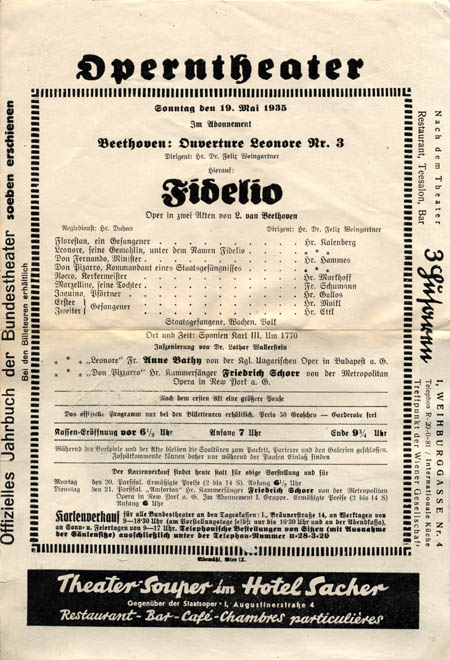 Operntheater
Sonntag den 19. Mai 1935
Im Abonnement
Beethoven: Ouverture Leonore Nr. 3
Dirigent: Hr. Dr. Felix Weingartner
Hierauf:
Fidelio
Oper in zwei Akten von L. van Beethoven
Regiedienst: Hr. Duhan Dirigent: Hr. Dr. Felix Weingartner
Florestan, ein Gefangener . . . Hr. Kalenberg
Leonore, seine Gemahlin, unter dem Namen Fidelio . . . * * *
Don Fernando, Minister . . . Hr. Hammes
Don Pizarro, Kommandant eines Staatsgefängnisses . . . * * *
Rocco, Kerkermeister . . . Hr. Markhoff
Marzelline, seine Tochter . . . Fr. Schumann
Jaquino, Pförtner . . . Hr. Gallos
Erster } Gefangener . . . Hr. Maikl
Zweiter } Hr. Ettl
Staatsgefangene, Wachen, Volk
Ort und Zeit: Spanien Karl III. Um 1770
Inszenierung von Dr. Lothar Wallerstein
* * * „Leonore" Fr. Anne Bathy von der Kgl. Ungarischen Oper in Budapest a. G.
* * * „Don Pizarro" Hr. Kammersänger Friedrich Schorr von der Metropolitan
Opera in New York a. G.
Nach dem ersten Akt eine größere Pause
Das offizielle Programm nur bei den Billetteuren erhältlich. Preis 50 Groschen — Garderobe frei
Kassen-Eröffnung vor 6½ Uhr Anfang 7 Uhr Ende 9¾ Uhr
Während der Vorspiele und der Akte bleiben die Saaltüren zum Parkett, Parterre und den Galerien geschlossen.
Zuspätkommende können daher nur während der Pausen Einlaß finden
Der Kartenverkauf findet heute statt für obige Vorstellung und für
Montag den 20. Parsifal. Ermäßigte Preise (2 bis 14 S) Anfang 6½ Uhr
Dienstag den 21. Parsifal. Hr. Kammersänger Friedrich Schorr von der Metropolitan
Opera in New York a. G. Im Abonnement I. Gruppe. Ermäßigte Preise (2 bis 14 S)
Anfang 6 Uhr
Kartenverkauf für alle Bundestheater an den Tageskassen: I., Bräunerstraße 14, an Werktagen von
9—18:30 Uhr (am Vorstellungstage selbst nur bis 16:30 Uhr und an der Abendkassa),
an Sonn- u. Feiertagen von 9—17 Uhr. Telephonische Bestellungen von Sitzen (mit Ausnahme
der Säulensitze) ausschließlich unter der Telephon-Nummer R-28-3-20
Wien IX.
Offizielles Jahrbuch der Bundestheater soeben erschienen
Bei den Billeteuren erhältlich
Nach dem Theater
Restaurant, Teesalon, Bar
3 Husaren
I, WEIHBURGGASSE Nr. 4
Telephon R-20-0-81 / Internationale Küche
Treffpunkt der Wiener Gesellschaft
Theater-Souper im Hotel Sacher
Gegenüber der Staatsoper · I, Augustinerstraße 4
Restaurant - Bar - Café - Chambres particulières